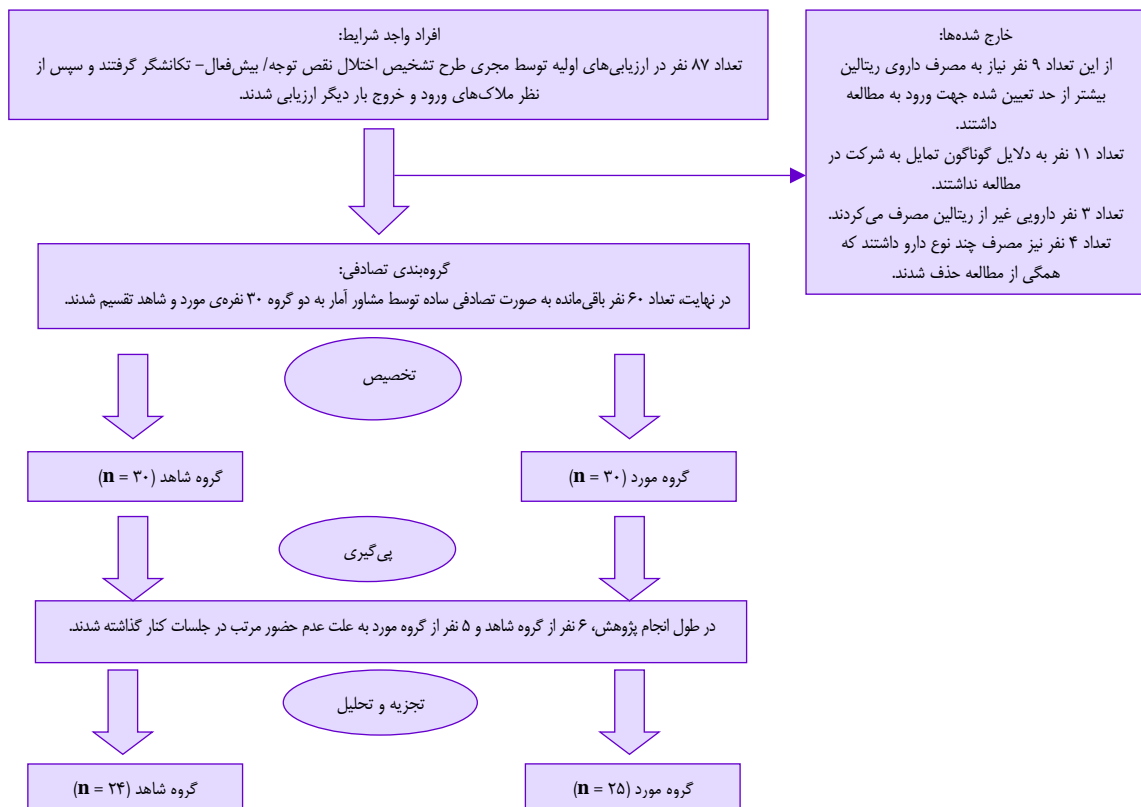 افراد واجد شرایط:
تعداد ۸۷ نفر در ارزیابی‌های اولیه توسط مجری طرح تشخیص اختلال نقص توجه/ بیش‌فعال- تکانشگر گرفتند و سپس از
نظر ملاک‌های ورود و خروج بار دیگر ارزیابی شدند.
خارج شده‌ها:
از این تعداد ۹ نفر نیاز به مصرف داروی ریتالین
بیشتر از حد تعیین شده جهت ورود به مطالعه
داشتند.
تعداد ۱۱ نفر به دلایل گوناگون تمایل به شرکت در
مطالعه نداشتند.
تعداد ۳ نفر دارویی غیر از ریتالین مصرف می‌کردند.
تعداد ۴ نفر نیز مصرف چند نوع دارو داشتند که
همگی از مطالعه حذف شدند.
گروه‌بندی تصادفی:
در نهایت، تعداد ۶۰ نفر باقی‌مانده به صورت تصادفی ساده توسط مشاور آمار به دو گروه ۳۰ نفره‌ی مورد و شاهد تقسیم شدند.
تخصیص
گروه مورد (n = ۳۰)
گروه شاهد (n = ۳۰)
پی‌گیری
در طول انجام پژوهش، ۶ نفر از گروه شاهد و ۵ نفر از گروه مورد به علت عدم حضور مرتب در جلسات کنار گذاشته شدند.
تجزیه و تحلیل
گروه مورد (n = ۲۵)
گروه شاهد (n = ۲۴)